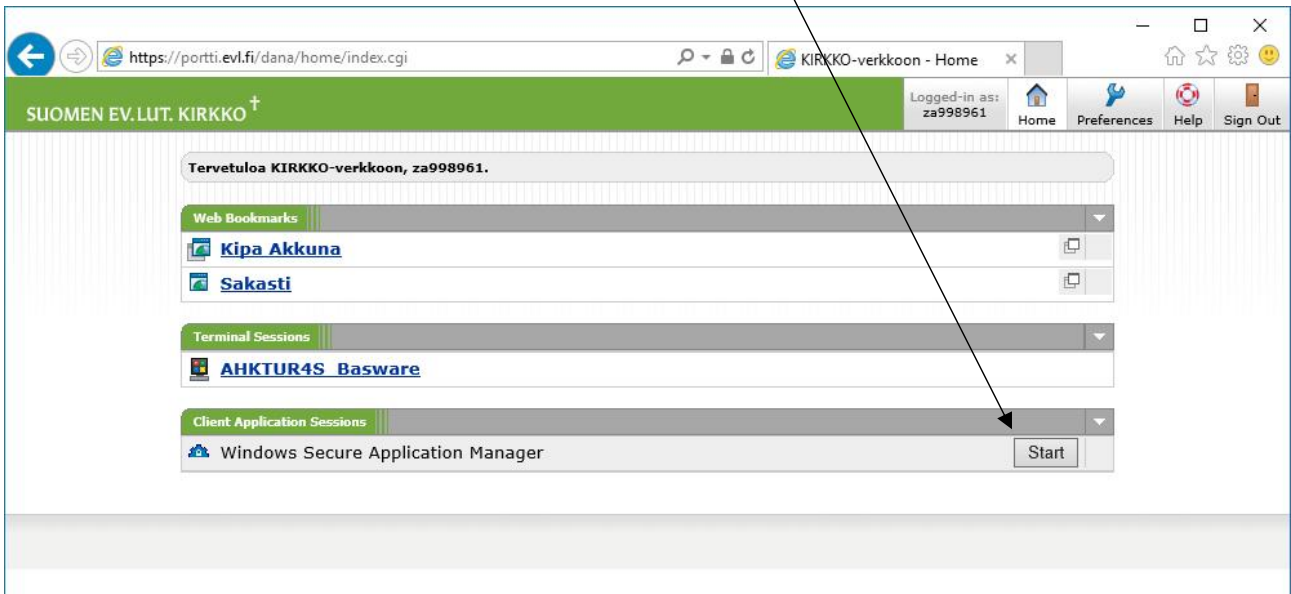 https://portti.evl.fi/dana/home/index.cgi
KIRKKO-verkkoon - Home
SUOMEN EV.LUT. KIRKKO†
Logged-in as:
za998961
Home
Preferences
Help
Sign Out
Tervetuloa KIRKKO-verkkoon, za998961.
Web Bookmarks
Kipa Akkuna
Sakasti
Terminal Sessions
AHKTUR4S Basware
Client Application Sessions
Windows Secure Application Manager
Start